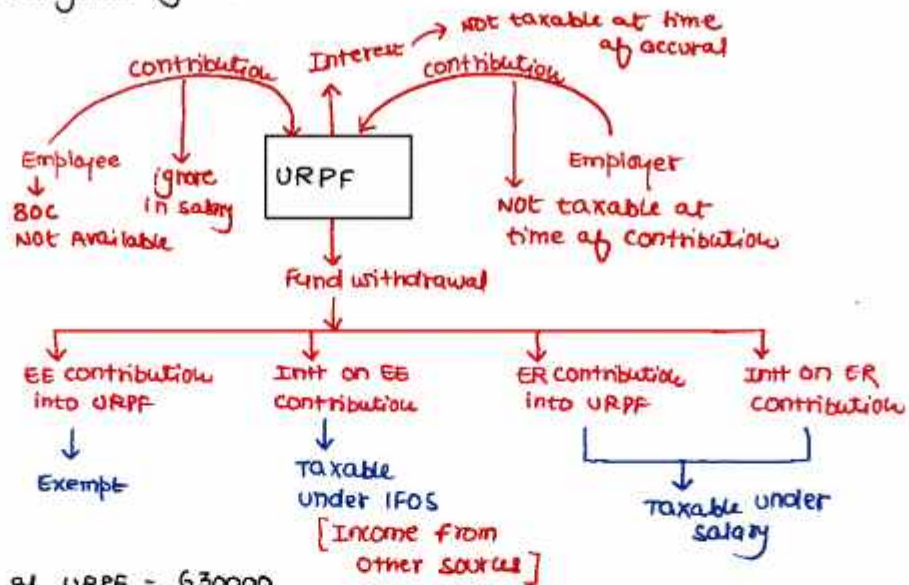 Interest → NOT taxable at time
of accural
contribution
contribution
Employee
ignore
in salary
80C
NOT Available
URPF
Employer
NOT taxable at
time of contribution
Fund withdrawal
EE contribution
into URPF
Exempt
Intt on EE
contribution
Taxable
under IFOS
[Income from
other sources]
ER contribution
into URPF
Intt on ER
contribution
Taxable under
salary
URPF = 630000